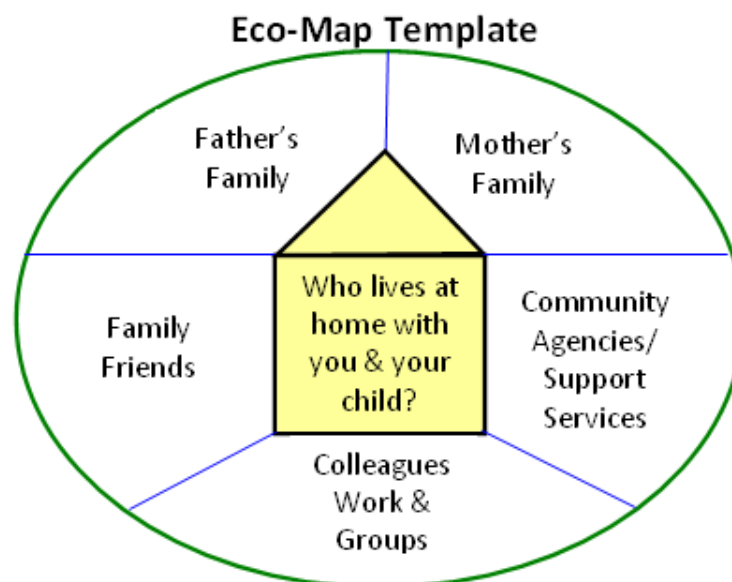 Eco-Map Template
Father's
Family
Mother's
Family
Who lives at
home with
you & your
child?
Family
Friends
Community
Agencies/
Support
Services
Colleagues
Work &
Groups